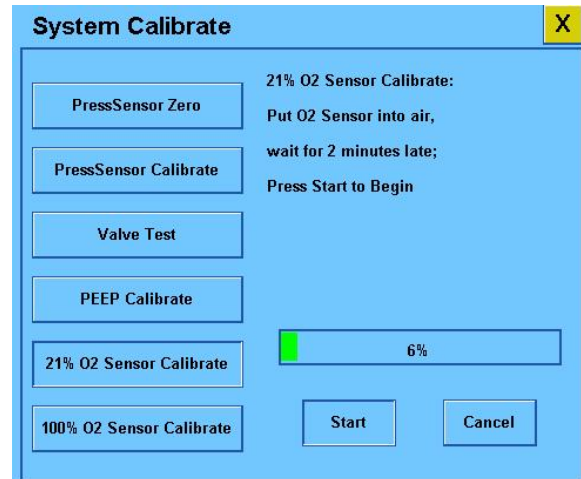 System Calibrate
X
PressSensor Zero
PressSensor Calibrate
Valve Test
PEEP Calibrate
21% O2 Sensor Calibrate
100% O2 Sensor Calibrate
21% O2 Sensor Calibrate:
Put O2 Sensor into air,
wait for 2 minutes late;
Press Start to Begin
6%
Start
Cancel